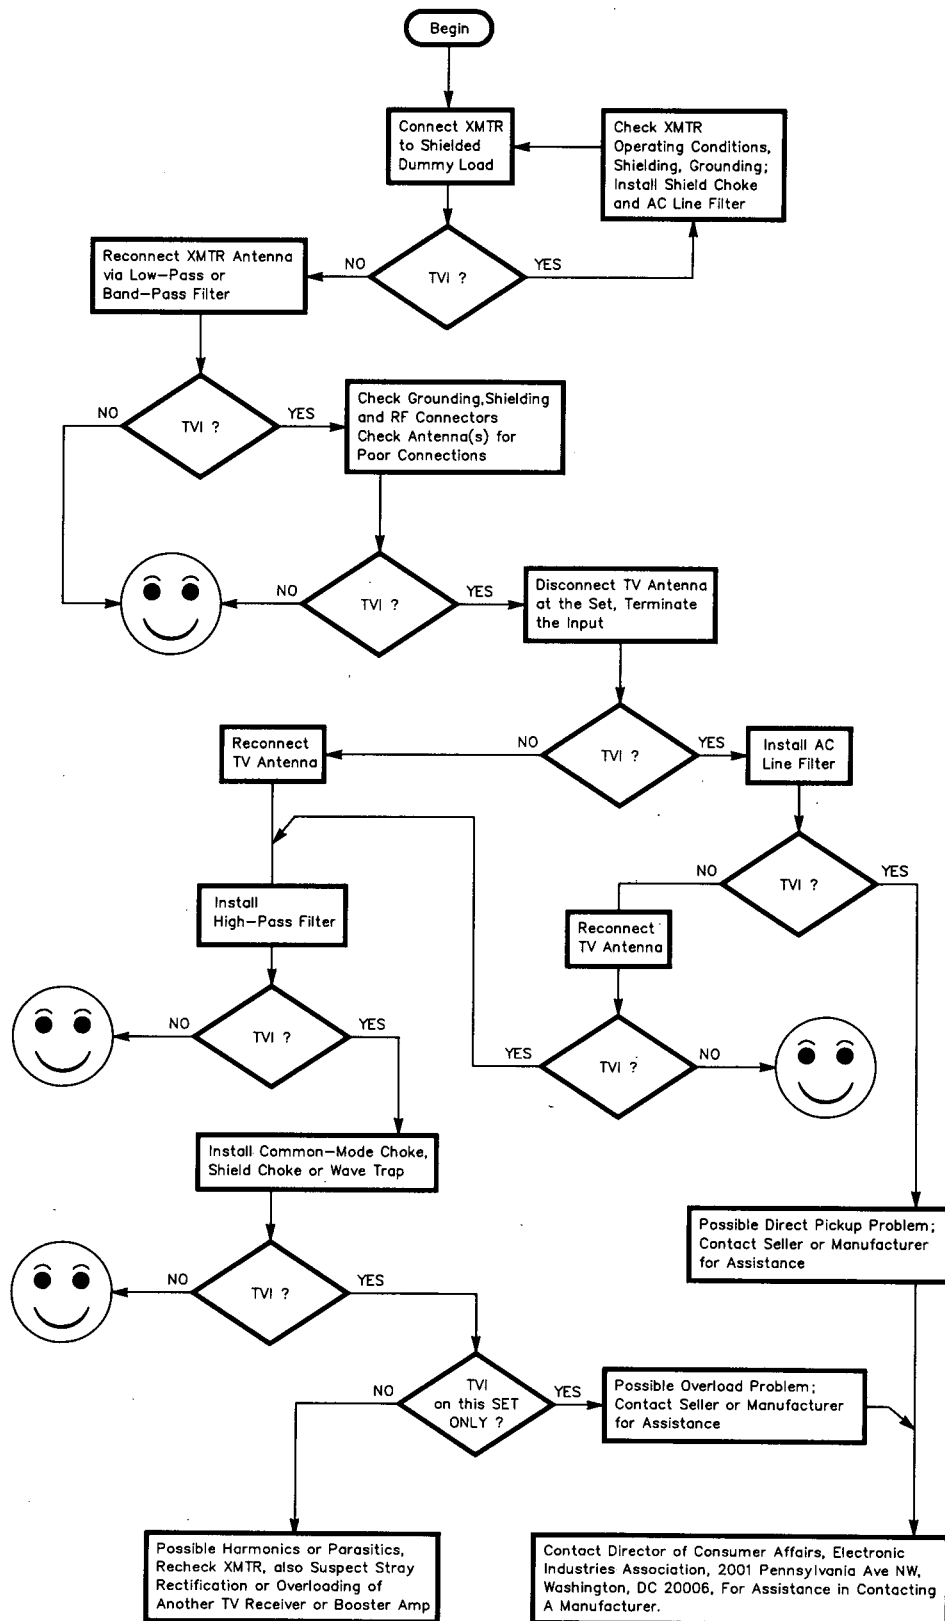 Begin
Connect XMTR
to Shielded
Dummy Load
Check XMTR
Operating Conditions,
Shielding, Grounding;
Install Shield Choke
and AC Line Filter
TVI ?
NO
YES
Reconnect XMTR Antenna
via Low-Pass or
Band-Pass Filter
TVI ?
NO
YES
Check Grounding,Shielding
and RF Connectors
Check Antenna(s) for
Poor Connections
TVI ?
NO
YES
Disconnect TV Antenna
at the Set, Terminate
the Input
TVI ?
NO
YES
Reconnect
TV Antenna
Install AC
Line Filter
TVI ?
NO
YES
Reconnect
TV Antenna
Install
High-Pass Filter
TVI ?
NO
YES
TVI ?
YES
NO
Install Common-Mode Choke,
Shield Choke or Wave Trap
Possible Direct Pickup Problem;
Contact Seller or Manufacturer
for Assistance
TVI ?
NO
YES
TVI
on this SET
ONLY ?
NO
YES
Possible Overload Problem;
Contact Seller or Manufacturer
for Assistance
Possible Harmonics or Parasitics,
Recheck XMTR, also Suspect Stray
Rectification or Overloading of
Another TV Receiver or Booster Amp
Contact Director of Consumer Affairs, Electronic
Industries Association, 2001 Pennsylvania Ave NW,
Washington, DC 20006, For Assistance in Contacting
A Manufacturer.